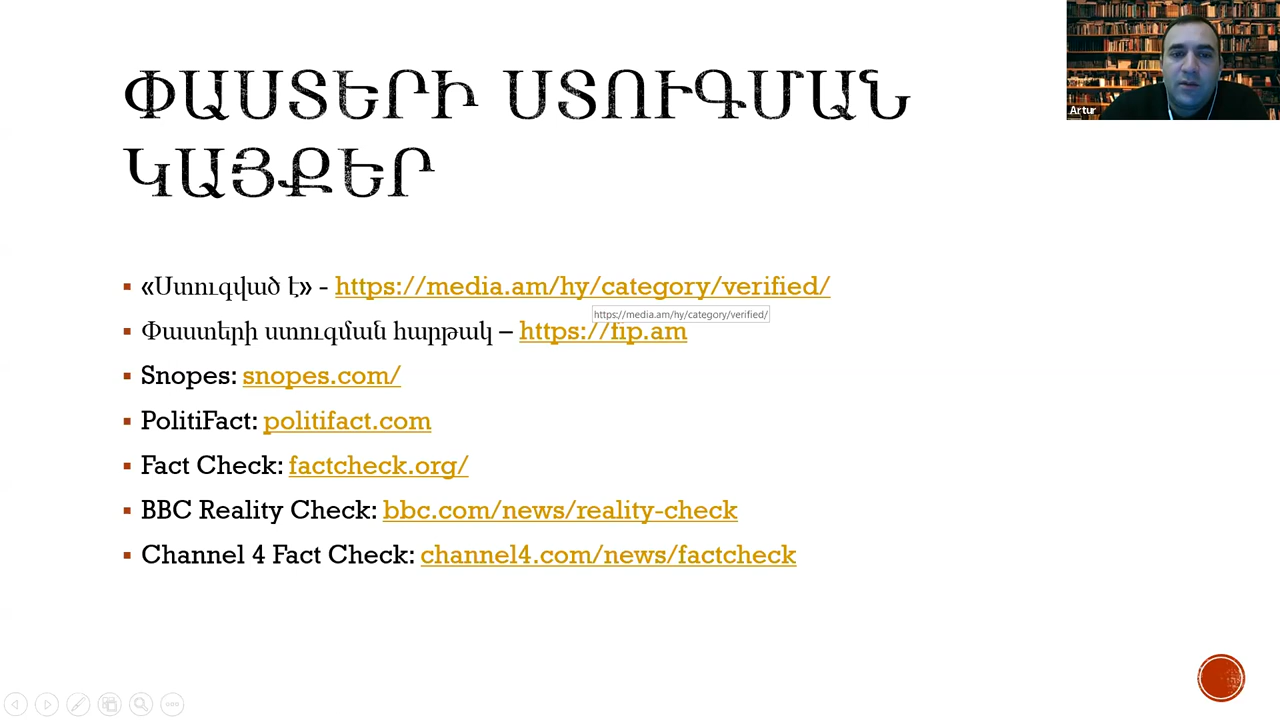 ՓԱՍՏԵՐԻ ՍՏՈՒԳՄԱՆ
ԿԱՅՔԵՐ
Artur
▪ «Ստուգված է» - https://media.am/hy/category/verified/
https://media.am/hy/category/verified/
▪ Փաստերի ստուգման հարթակ – https://fip.am
▪ Snopes: snopes.com/
▪ PolitiFact: politifact.com
▪ Fact Check: factcheck.org/
▪ BBC Reality Check: bbc.com/news/reality-check
▪ Channel 4 Fact Check: channel4.com/news/factcheck